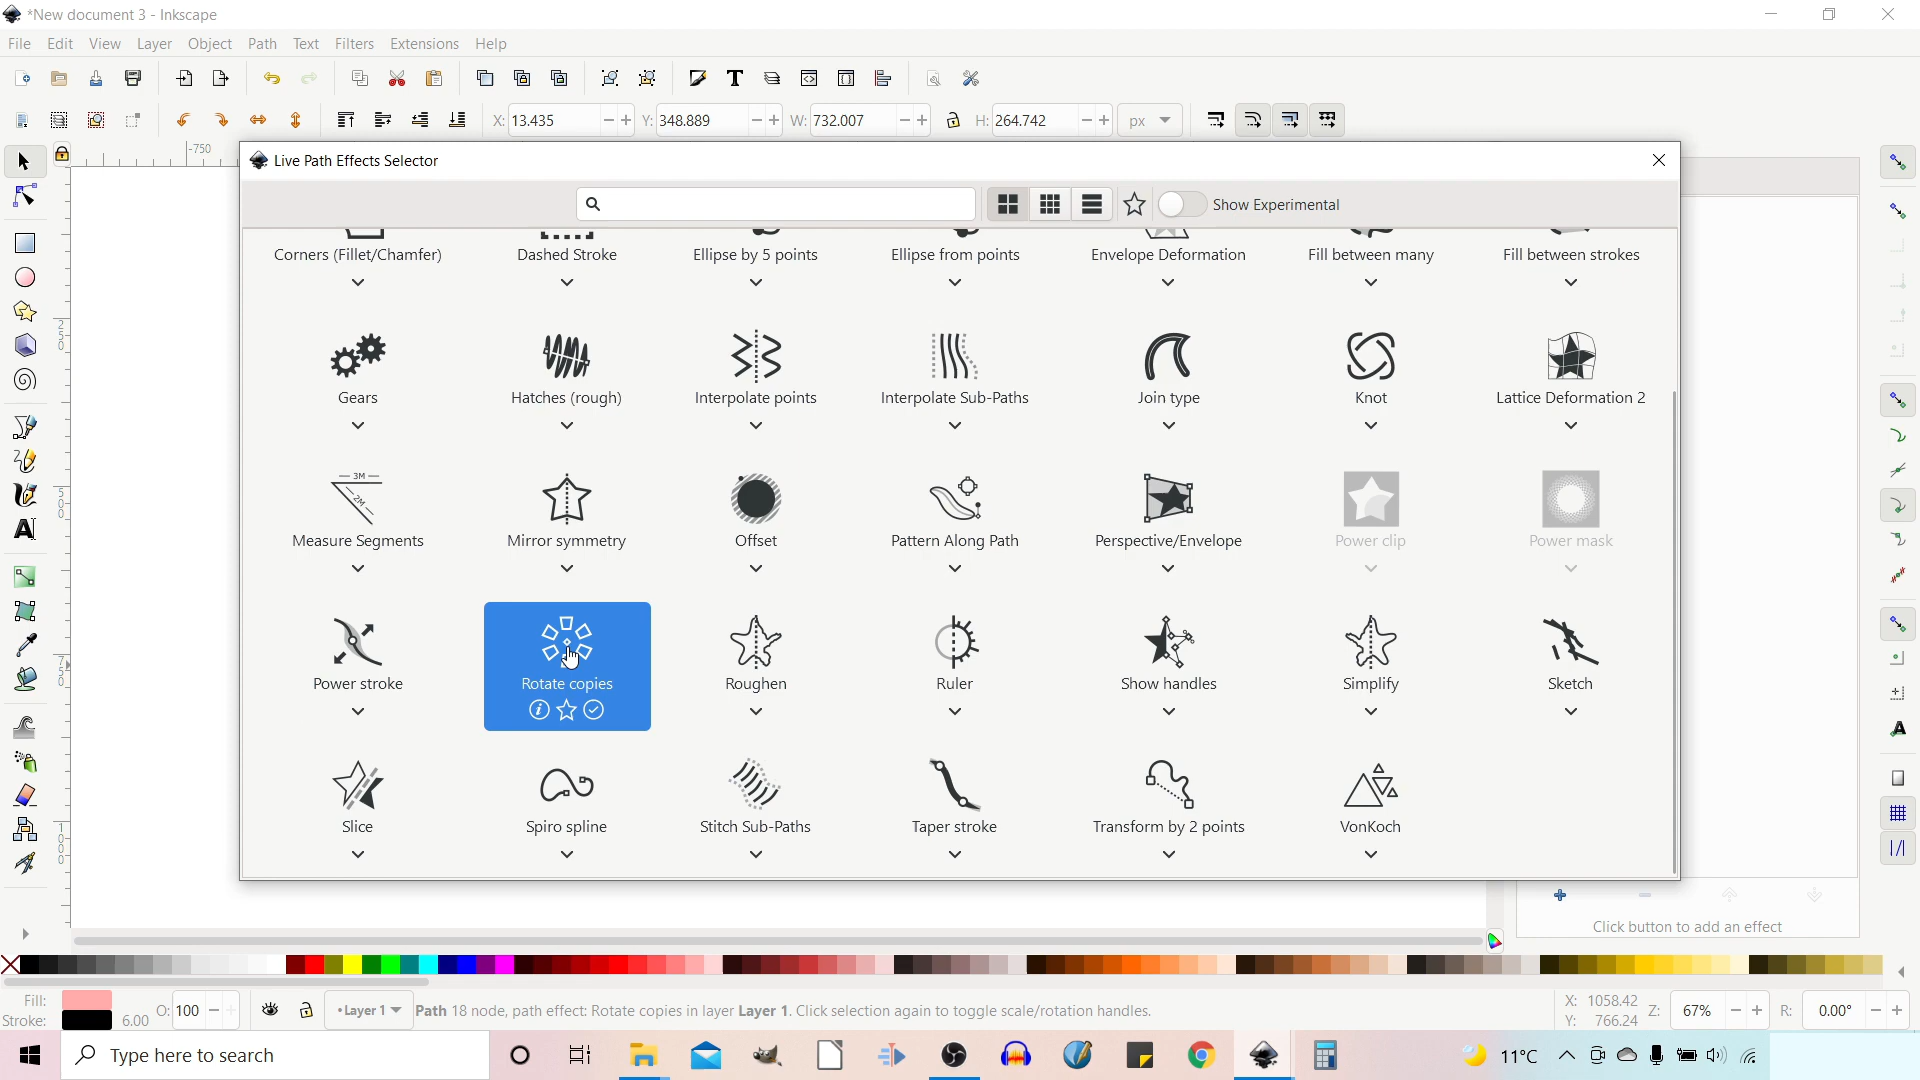 *New document 3 - Inkscape
File Edit View Layer Object Path Text Filters Extensions Help
X: 13.435 Y: 348.889 W: 732.007 H: 264.742 px
-750
Live Path Effects Selector
Show Experimental
Corners (Fillet/Chamfer) Dashed Stroke Ellipse by 5 points Ellipse from points Envelope Deformation Fill between many Fill between strokes
Gears Hatches (rough) Interpolate points Interpolate Sub-Paths Join type Knot Lattice Deformation 2
3M
2M
Measure Segments Mirror symmetry Offset Pattern Along Path Perspective/Envelope Power clip Power mask
Power stroke Rotate copies Roughen Ruler Show handles Simplify Sketch
Slice Spiro spline Stitch Sub-Paths Taper stroke Transform by 2 points VonKoch
250
500
750
1000
Click button to add an effect
Fill:
Stroke: 6.00
O: 100
•Layer 1
Path 18 node, path effect: Rotate copies in layer Layer 1. Click selection again to toggle scale/rotation handles.
X: 1058.42
Y: 766.24
Z: 67% R: 0.00°
Type here to search
11°C